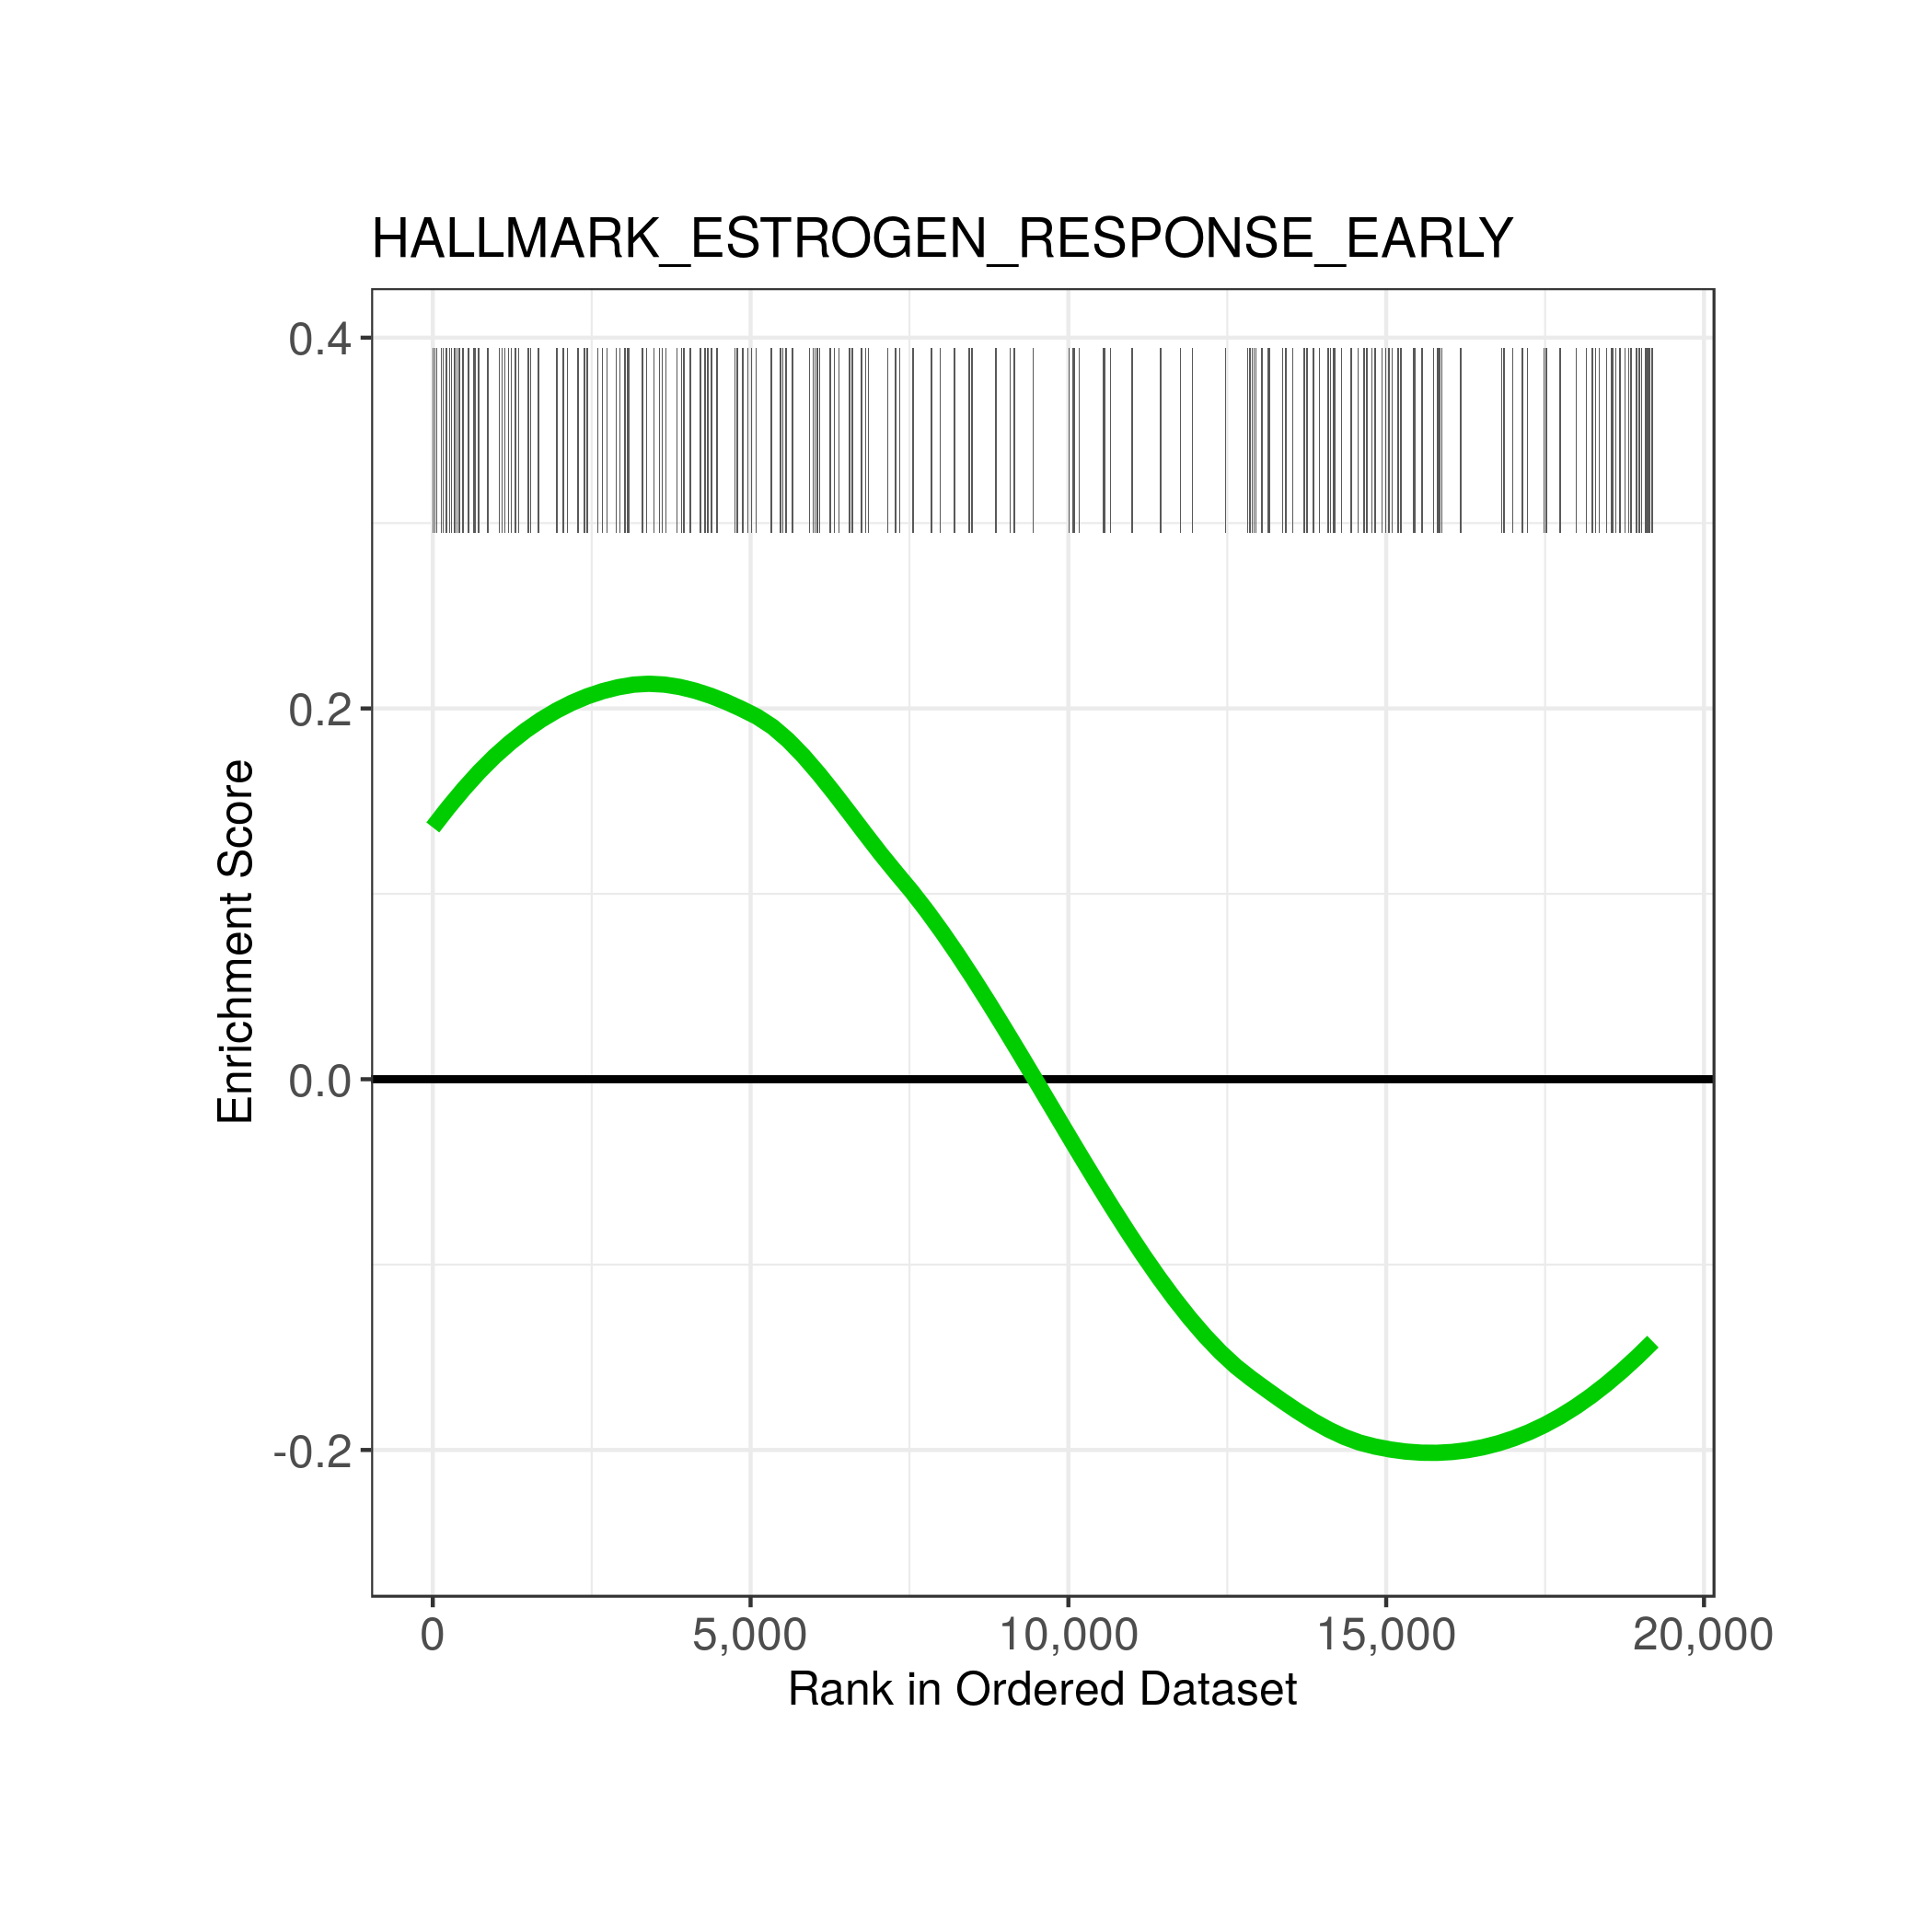 HALLMARK_ESTROGEN_RESPONSE_EARLY
0.4
0.2
0.0
-0.2
Enrichment Score
0 5,000 10,000 15,000 20,000
Rank in Ordered Dataset